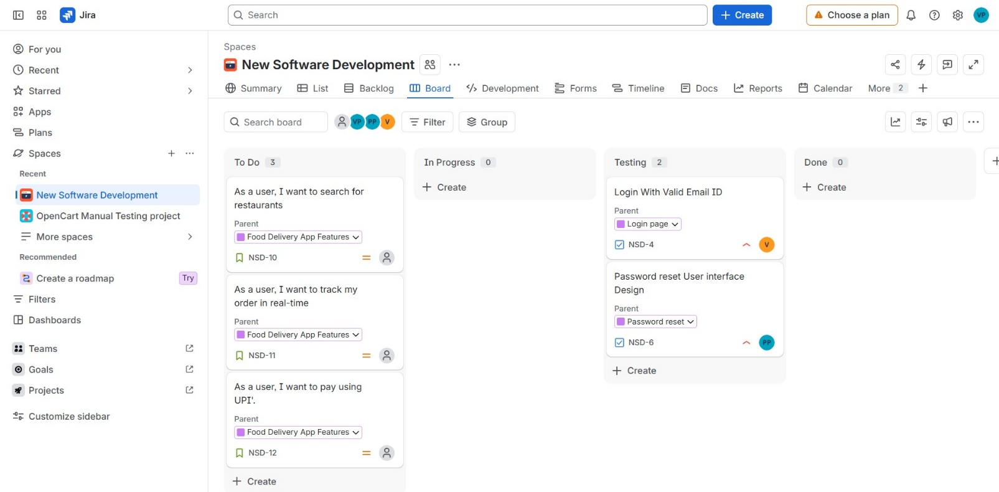 Jira
Search
Create
Choose a plan
VP
For you
Recent
Starred
Apps
Plans
Spaces
Recent
New Software Development
OpenCart Manual Testing project
More spaces
Recommended
Create a roadmap
Try
Filters
Dashboards
Teams
Goals
Projects
Customize sidebar
Spaces
New Software Development
Summary
List
Backlog
Board
Development
Forms
Timeline
Docs
Reports
Calendar
More 2
Search board
VP
PP
V
Filter
Group
To Do 3
As a user, I want to search for
restaurants
Parent
Food Delivery App Features
NSD-10
As a user, I want to track my
order in real-time
Parent
Food Delivery App Features
NSD-11
As a user, I want to pay using
UPI'.
Parent
Food Delivery App Features
NSD-12
Create
In Progress 0
Create
Testing 2
Login With Valid Email ID
Parent
Login page
NSD-4
V
Password reset User interface
Design
Parent
Password reset
NSD-6
PP
Create
Done 0
Create